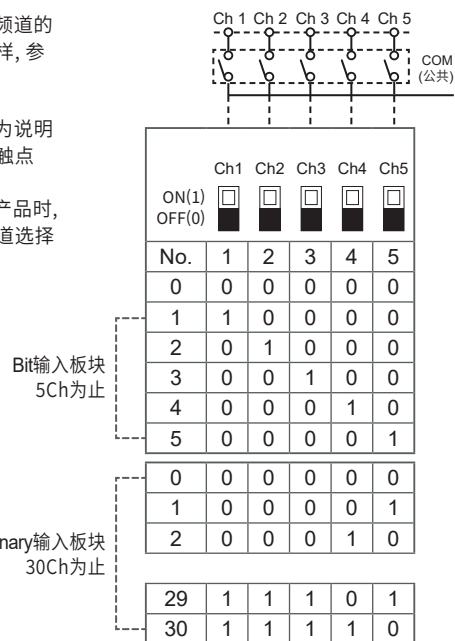 频道的
样, 参
为说明
触点
产品时,
道选择
Ch 1 Ch 2 Ch 3 Ch 4 Ch 5
COM
(公共)
Ch1 Ch2 Ch3 Ch4 Ch5
ON(1)
OFF(0)
No. 1 2 3 4 5
0 0 0 0 0 0
1 1 0 0 0 0
2 0 1 0 0 0
3 0 0 1 0 0
4 0 0 0 1 0
5 0 0 0 0 1
Bit输入板块
5Ch为止
0 0 0 0 0 0
1 0 0 0 0 1
2 0 0 0 1 0
nary输入板块
30Ch为止
29 1 1 1 0 1
30 1 1 1 1 0